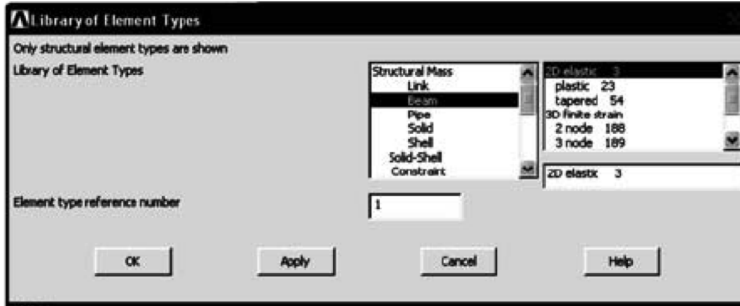 Library of Element Types
Only structural element types are shown
Library of Element Types
Structural Mass
Link
Beam
Pipe
Solid
Shell
Solid-Shell
Constraint
2D elastic 3
plastic 23
tapered 54
3D finite strain
2 node 188
3 node 189
2D elastic 3
Element type reference number
1
OK
Apply
Cancel
Help